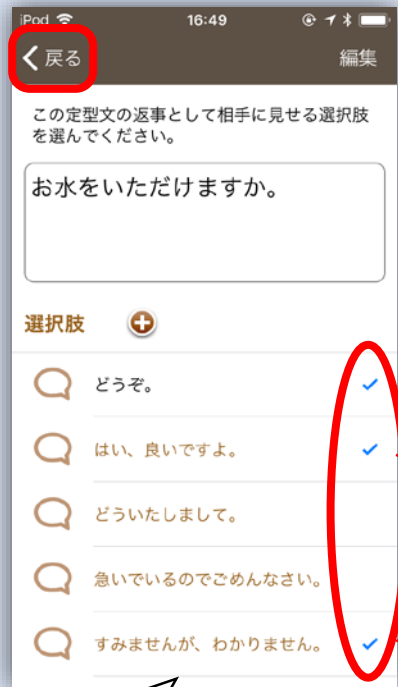 iPod 16:49
戻る 編集
この定型文の返事として相手に見せる選択肢
を選んでください。
お水をいただけますか。
選択肢
どうぞ。
はい、良いですよ。
どういたしまして。
急いでいるのでごめんなさい。
すみませんが、わかりません。